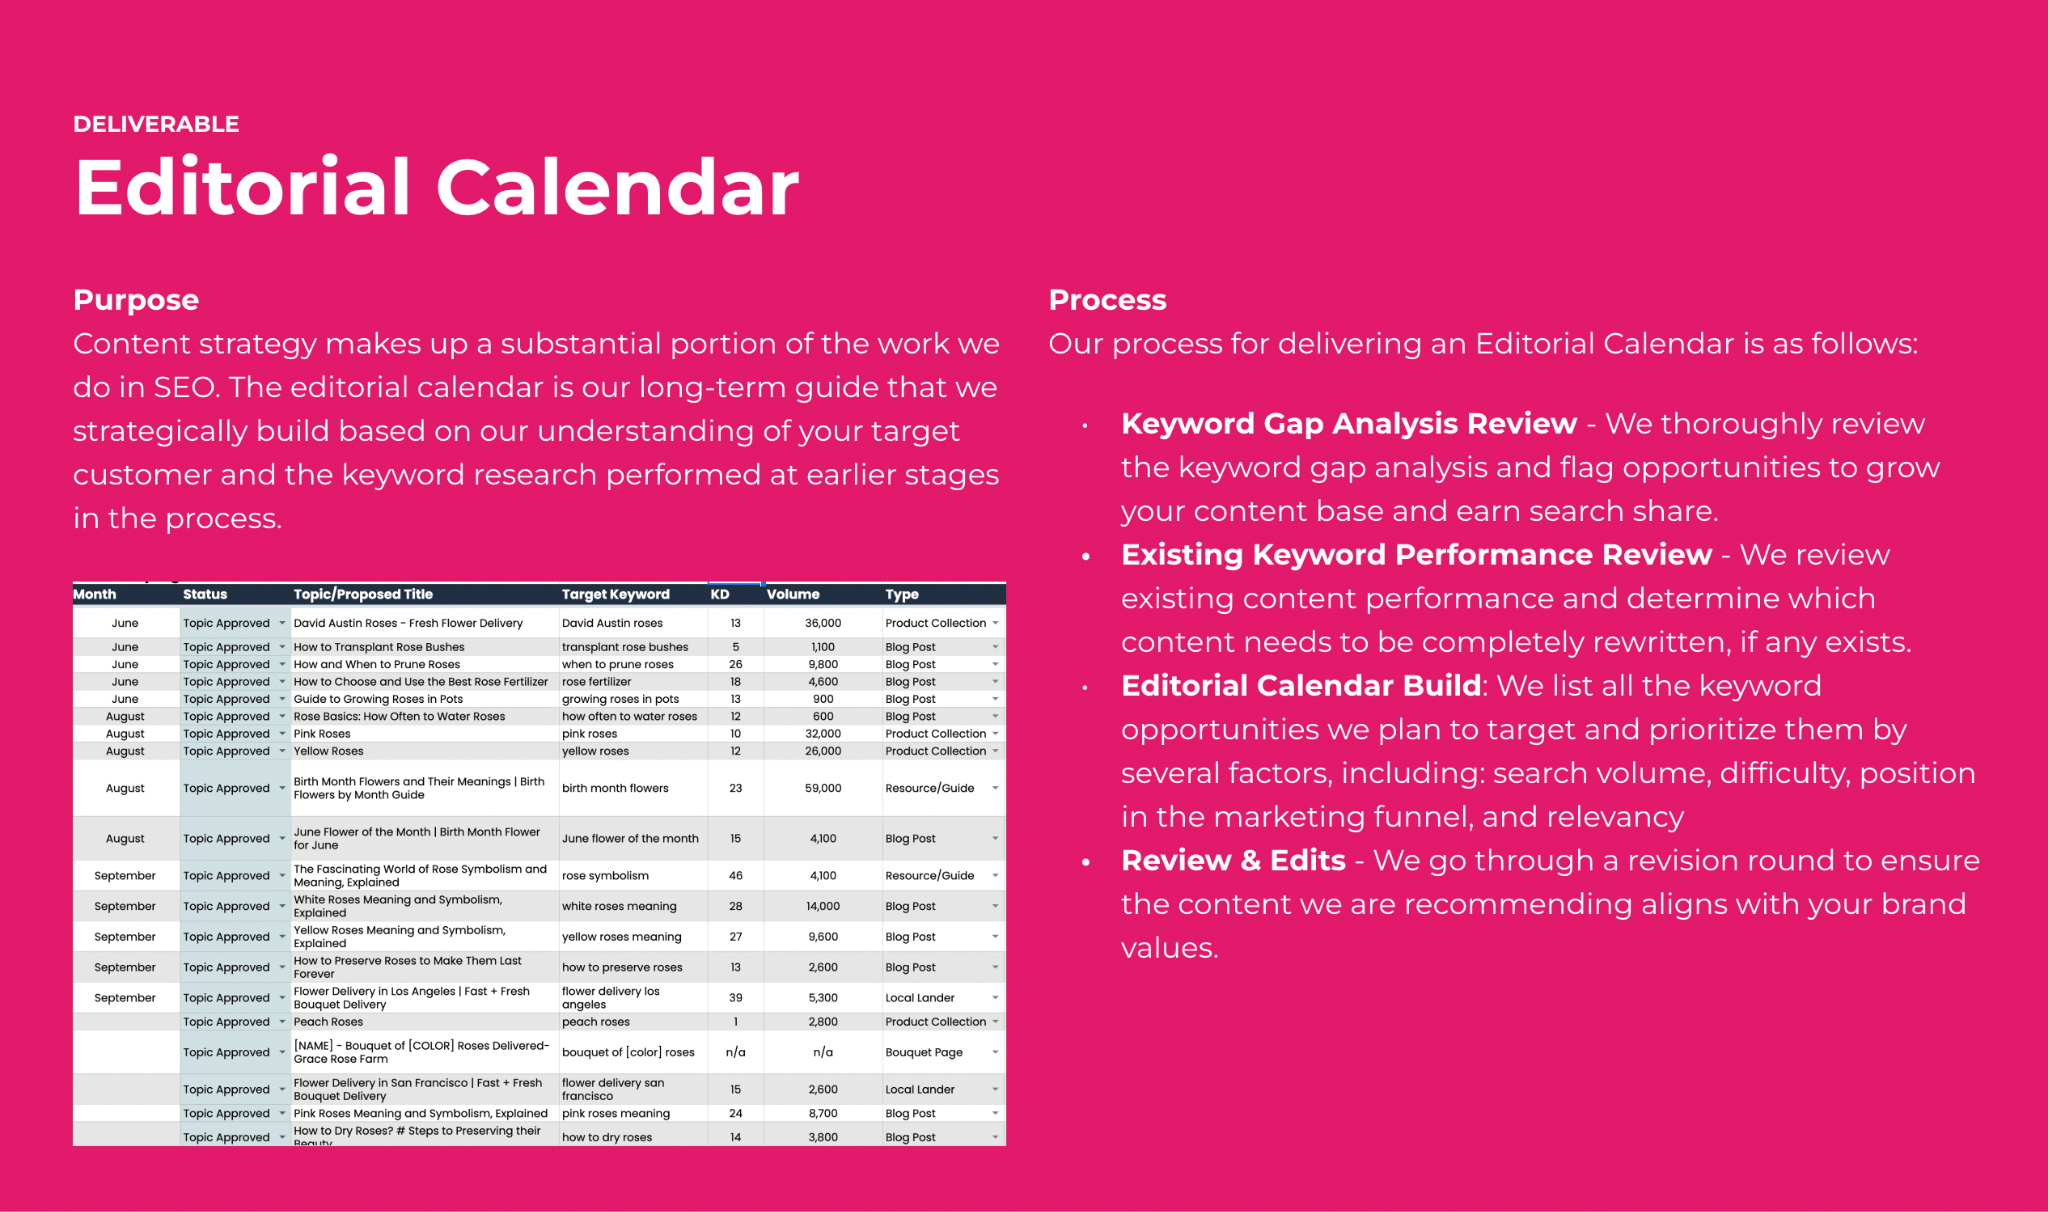 DELIVERABLE
Editorial Calendar
Purpose
Content strategy makes up a substantial portion of the work we
do in SEO. The editorial calendar is our long-term guide that we
strategically build based on our understanding of your target
customer and the keyword research performed at earlier stages
in the process.
Month Status Topic/Proposed Title Target Keyword KD Volume Type
June Topic Approved David Austin Roses - Fresh Flower Delivery David Austin roses 13 36,000 Product Collection
June Topic Approved How to Transplant Rose Bushes transplant rose bushes 5 1,100 Blog Post
June Topic Approved How and When to Prune Roses when to prune roses 26 9,800 Blog Post
June Topic Approved How to Choose and Use the Best Rose Fertilizer rose fertilizer 18 4,600 Blog Post
June Topic Approved Guide to Growing Roses in Pots growing roses in pots 13 900 Blog Post
August Topic Approved Rose Basics: How Often to Water Roses how often to water roses 12 600 Blog Post
August Topic Approved Pink Roses pink roses 10 32,000 Product Collection
August Topic Approved Yellow Roses yellow roses 12 26,000 Product Collection
August Topic Approved Birth Month Flowers and Their Meanings | Birth
Flowers by Month Guide birth month flowers 23 59,000 Resource/Guide
August Topic Approved June Flower of the Month | Birth Month Flower
for June June flower of the month 15 4,100 Blog Post
September Topic Approved The Fascinating World of Rose Symbolism and
Meaning, Explained rose symbolism 46 4,100 Resource/Guide
September Topic Approved White Roses Meaning and Symbolism,
Explained white roses meaning 28 14,000 Blog Post
September Topic Approved Yellow Roses Meaning and Symbolism,
Explained yellow roses meaning 27 9,600 Blog Post
September Topic Approved How to Preserve Roses to Make Them Last
Forever how to preserve roses 13 2,600 Blog Post
September Topic Approved Flower Delivery in Los Angeles | Fast + Fresh
Bouquet Delivery flower delivery los
angeles 39 5,300 Local Lander
Topic Approved Peach Roses peach roses 1 2,800 Product Collection
Topic Approved [NAME] - Bouquet of [COLOR] Roses Delivered-
Grace Rose Farm bouquet of [color] roses n/a n/a Bouquet Page
Topic Approved Flower Delivery in San Francisco | Fast + Fresh
Bouquet Delivery flower delivery san
francisco 15 2,600 Local Lander
Topic Approved Pink Roses Meaning and Symbolism, Explained pink roses meaning 24 8,700 Blog Post
Topic Approved How to Dry Roses? # Steps to Preserving their
Beauty how to dry roses 14 3,800 Blog Post
Process
Our process for delivering an Editorial Calendar is as follows:
• Keyword Gap Analysis Review - We thoroughly review
the keyword gap analysis and flag opportunities to grow
your content base and earn search share.
• Existing Keyword Performance Review - We review
existing content performance and determine which
content needs to be completely rewritten, if any exists.
• Editorial Calendar Build: We list all the keyword
opportunities we plan to target and prioritize them by
several factors, including: search volume, difficulty, position
in the marketing funnel, and relevancy
• Review & Edits - We go through a revision round to ensure
the content we are recommending aligns with your brand
values.